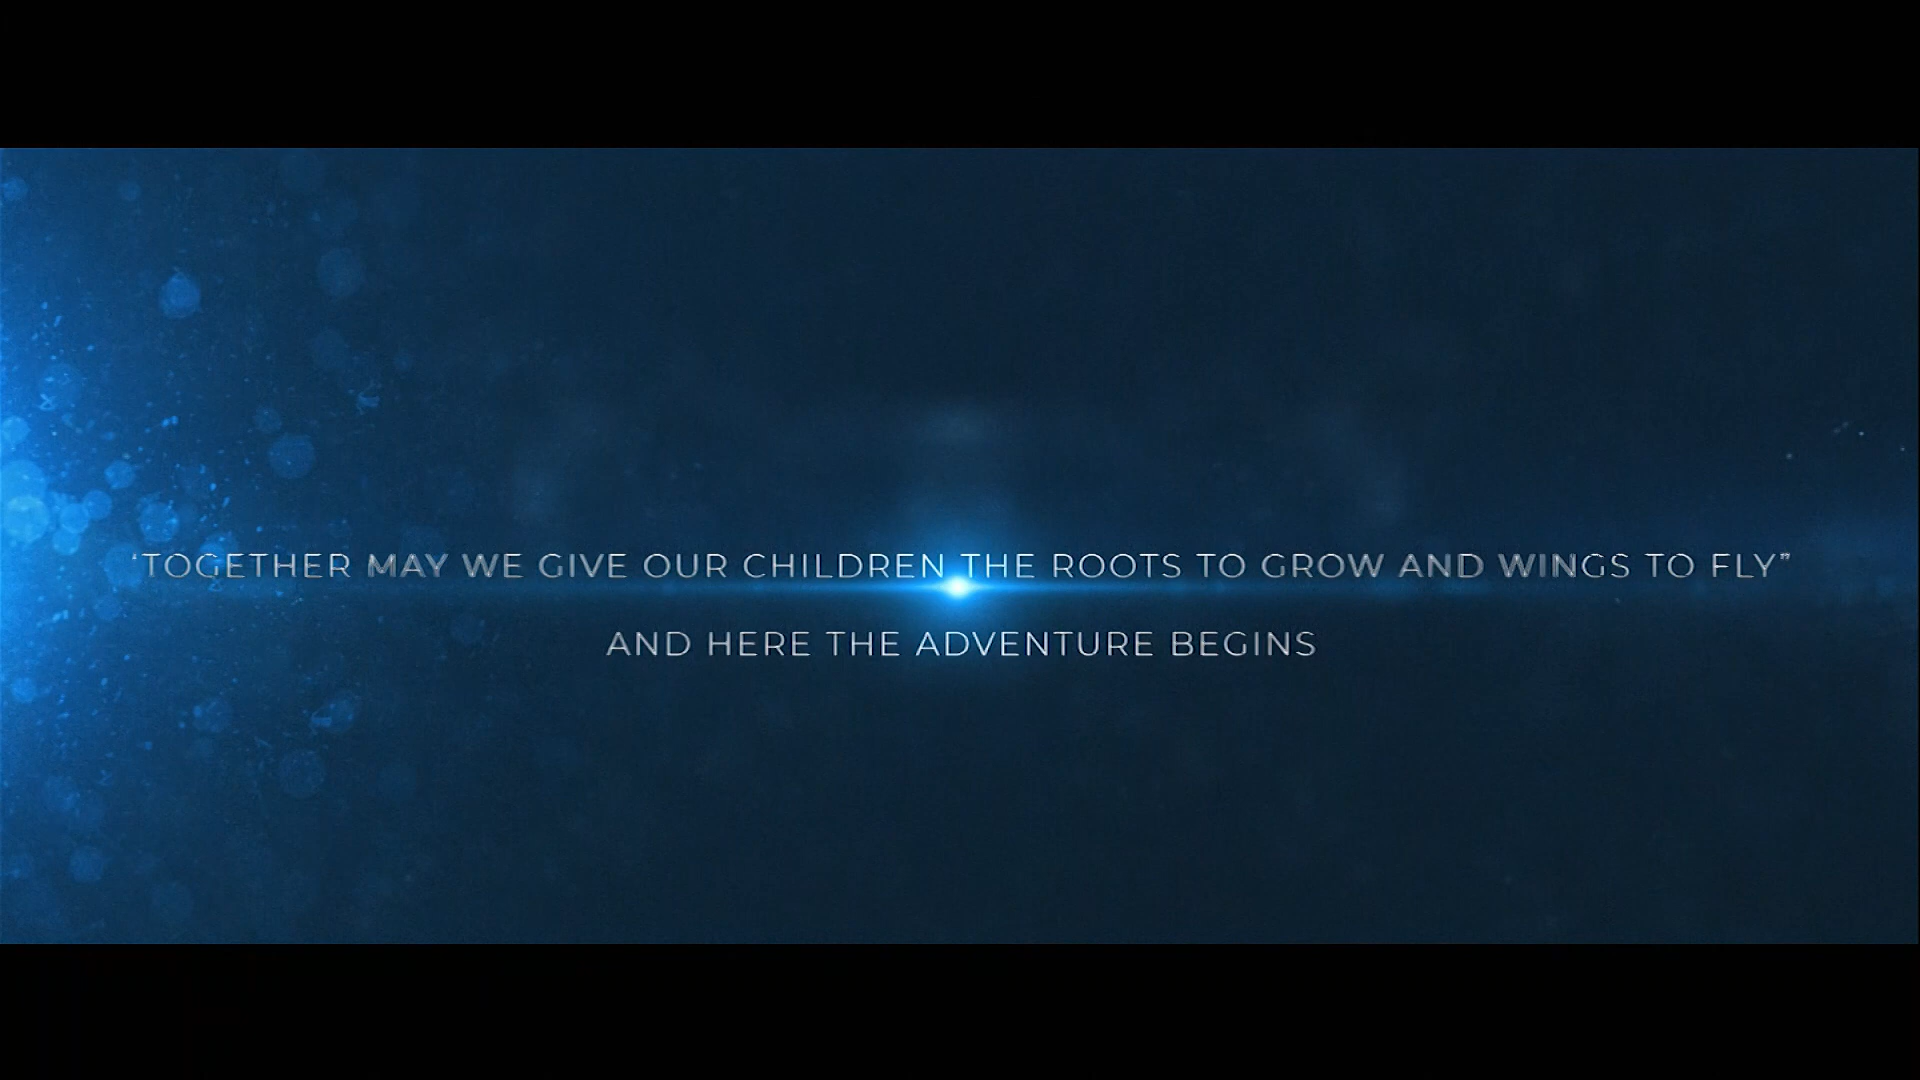 ‘TOGETHER MAY WE GIVE OUR CHILDREN THE ROOTS TO GROW AND WINGS TO FLY”
AND HERE THE ADVENTURE BEGINS